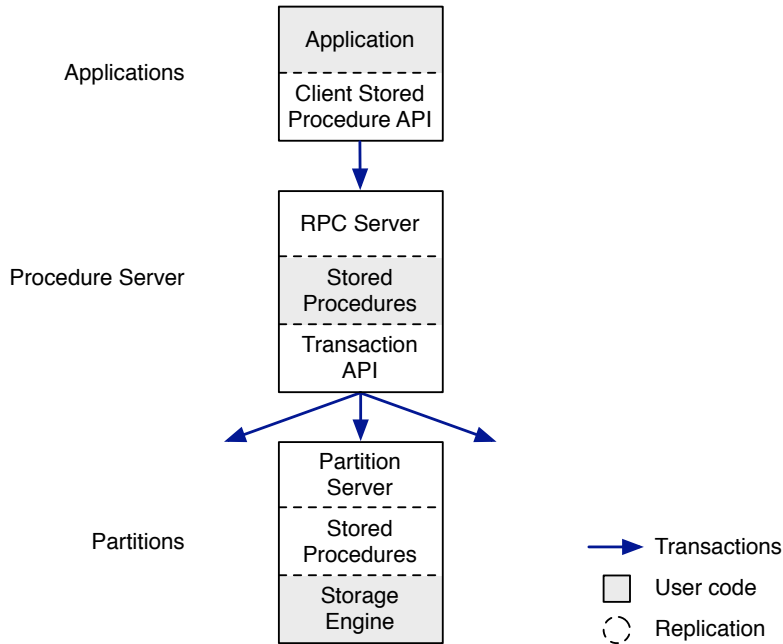 Applications
Application
Client Stored
Procedure API
Procedure Server
RPC Server
Stored
Procedures
Transaction
API
Partitions
Partition
Server
Stored
Procedures
Storage
Engine
Transactions
User code
Replication